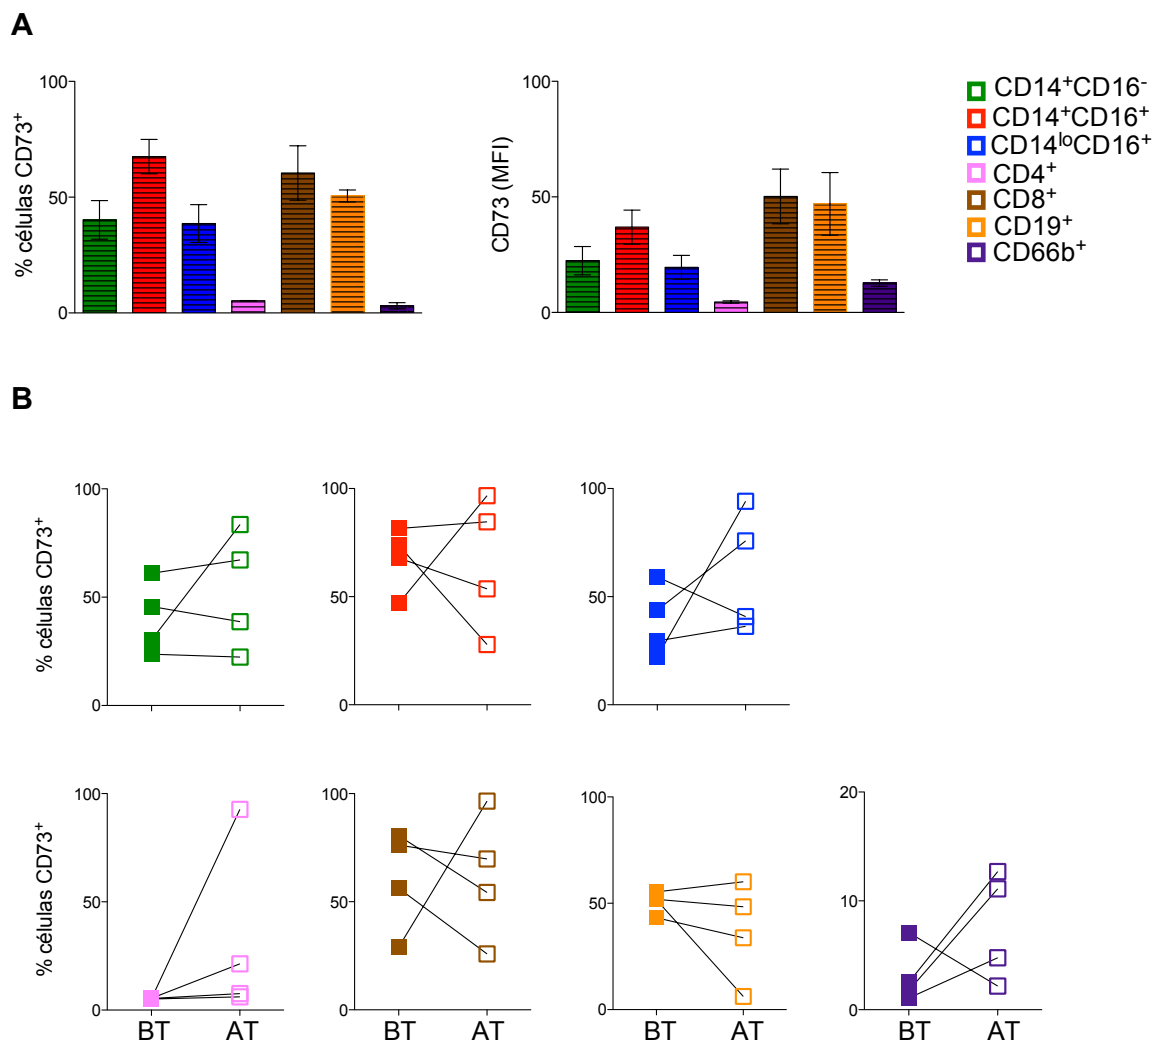 A
% células CD73⁺
100
50
0
CD73 (MFI)
100
50
0
CD14⁺CD16⁻
CD14⁺CD16⁺
CD14ˡᵒCD16⁺
CD4⁺
CD8⁺
CD19⁺
CD66b⁺
B
% células CD73⁺
100
50
0
100
50
0
100
50
0
% células CD73⁺
100
50
0
BT AT
100
50
0
BT AT
100
50
0
BT AT
20
10
0
BT AT